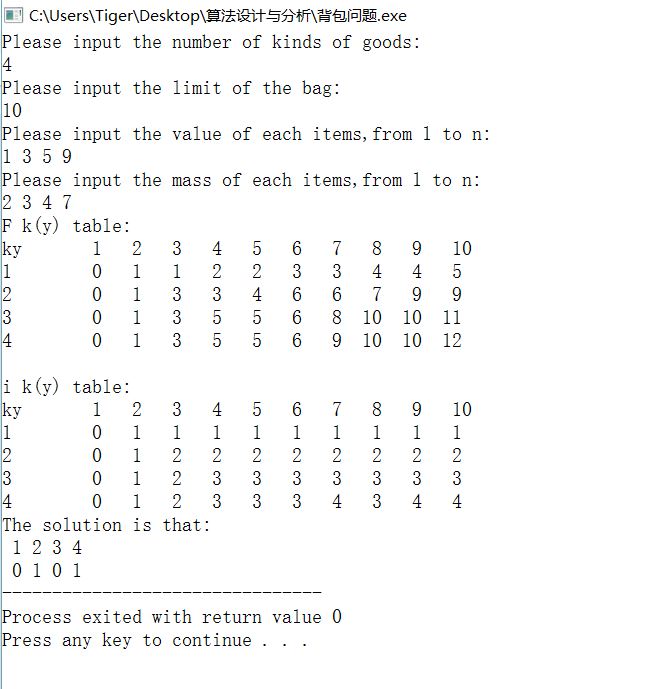 C:\Users\Tiger\Desktop\算法设计与分析\背包问题.exe
Please input the number of kinds of goods:
4
Please input the limit of the bag:
10
Please input the value of each items,from 1 to n:
1 3 5 9
Please input the mass of each items,from 1 to n:
2 3 4 7
F k(y) table:
ky 1 2 3 4 5 6 7 8 9 10
1 0 1 1 2 2 3 3 4 4 5
2 0 1 3 3 4 6 6 7 9 9
3 0 1 3 5 5 6 8 10 10 11
4 0 1 3 5 5 6 9 10 10 12
i k(y) table:
ky 1 2 3 4 5 6 7 8 9 10
1 0 1 1 1 1 1 1 1 1 1
2 0 1 2 2 2 2 2 2 2 2
3 0 1 2 3 3 3 3 3 3 3
4 0 1 2 3 3 3 4 3 4 4
The solution is that:
1 2 3 4
0 1 0 1
--------------------------------
Process exited with return value 0
Press any key to continue . . .